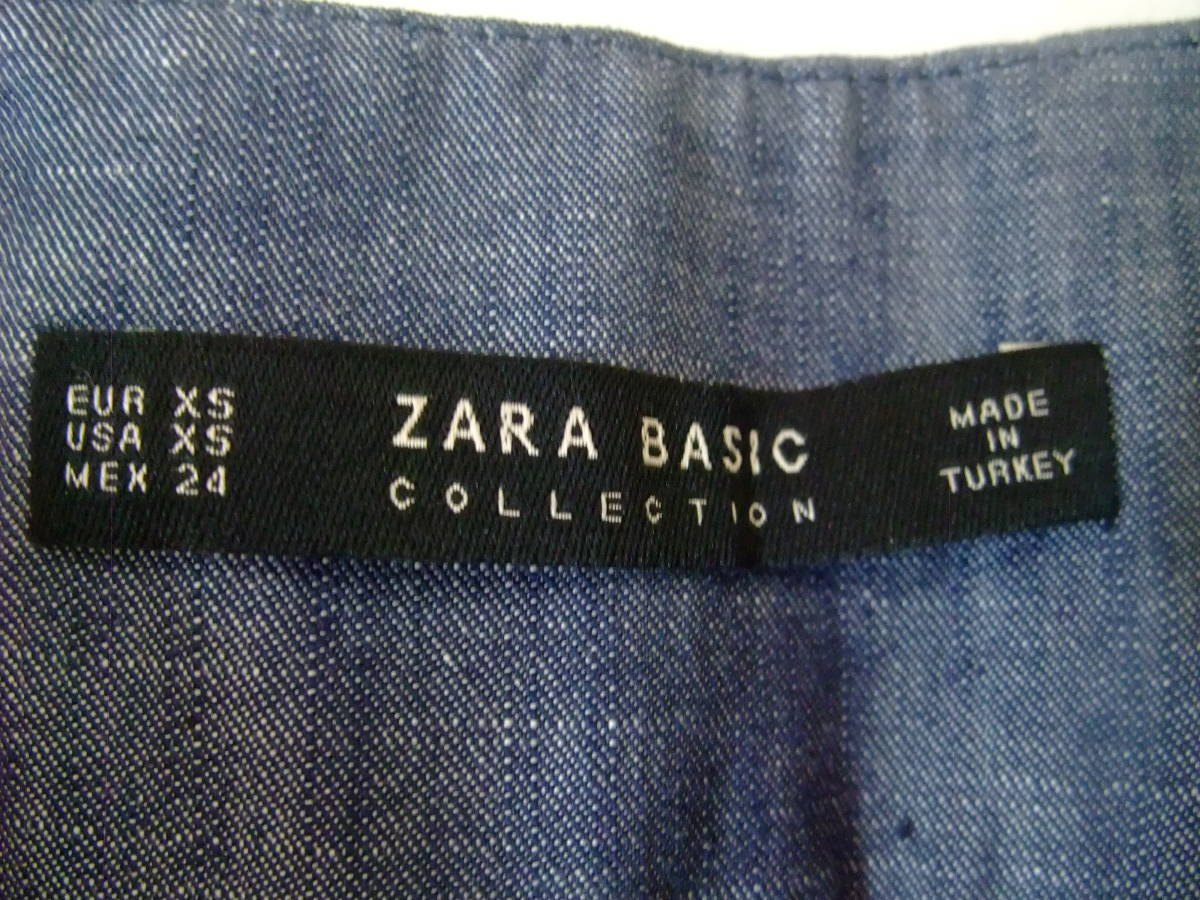 EUR XS
USA XS
MEX 24
ZARA BASIC
COLLECTION
MADE
IN
TURKEY